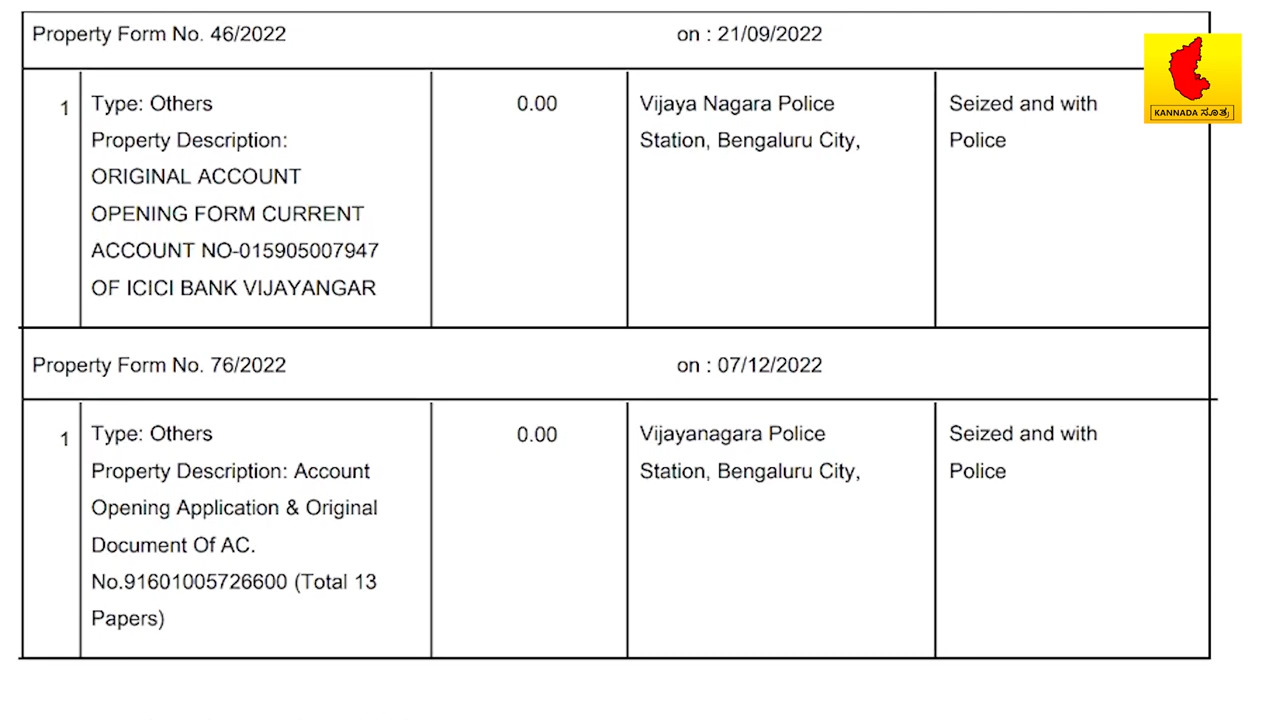 Property Form No. 46/2022 on : 21/09/2022
1 Type: Others 0.00 Vijaya Nagara Police Seized and with
Property Description: Station, Bengaluru City, Police
ORIGINAL ACCOUNT
OPENING FORM CURRENT
ACCOUNT NO-015905007947
OF ICICI BANK VIJAYANGAR
KANNADA ಸೂತ್ರ
Property Form No. 76/2022 on : 07/12/2022
1 Type: Others 0.00 Vijayanagara Police Seized and with
Property Description: Account Station, Bengaluru City, Police
Opening Application & Original
Document Of AC.
No.91601005726600 (Total 13
Papers)